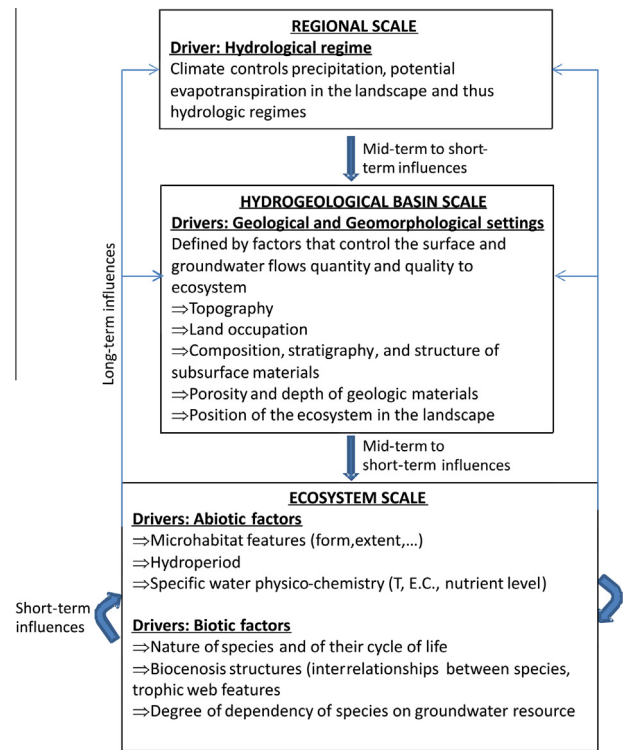 REGIONAL SCALE
Driver: Hydrological regime
Climate controls precipitation, potential
evapotranspiration in the landscape and thus
hydrologic regimes
Mid-term to short-
term influences
HYDROGEOLOGICAL BASIN SCALE
Drivers: Geological and Geomorphological settings
Defined by factors that control the surface and
groundwater flows quantity and quality to
ecosystem
⇒Topography
⇒Land occupation
⇒Composition, stratigraphy, and structure of
subsurface materials
⇒Porosity and depth of geologic materials
⇒Position of the ecosystem in the landscape
Long-term influences
Mid-term to
short-term influences
ECOSYSTEM SCALE
Drivers: Abiotic factors
⇒Microhabitat features (form,extent,...)
⇒Hydroperiod
⇒Specific water physico-chemistry (T, E.C., nutrient level)
Short-term
influences
Drivers: Biotic factors
⇒Nature of species and of their cycle of life
⇒Biocenosis structures (interrelationships between species,
trophic web features
⇒Degree of dependency of species on groundwater resource